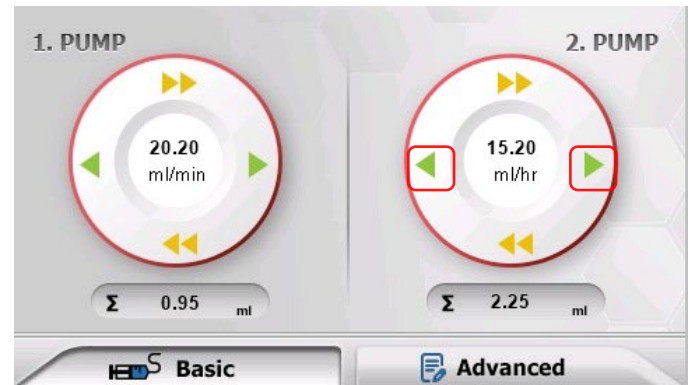 1. PUMP
20.20
ml/min
Σ 0.95 ml
2. PUMP
15.20
ml/hr
Σ 2.25 ml
S Basic
Advanced